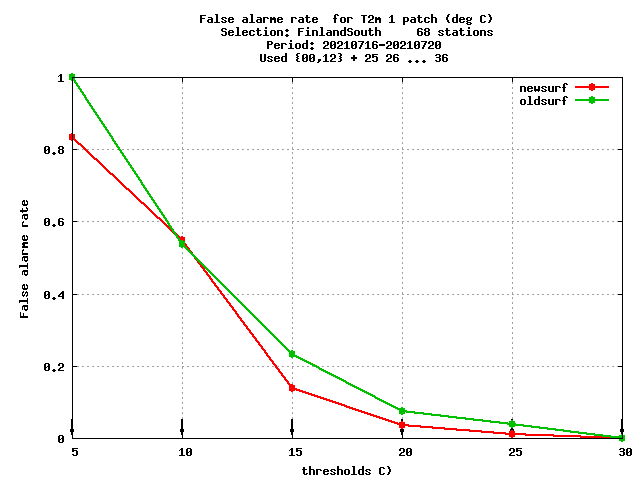 False alarme rate  for T2m 1 patch (deg C)
Selection: FinlandSouth     68 stations
Period: 20210716-20210720
Used {00,12} + 25 26 ... 36
newsurf
oldsurf
1
0.8
0.6
0.4
0.2
0
False alarme rate
5 10 15 20 25 30
thresholds C)